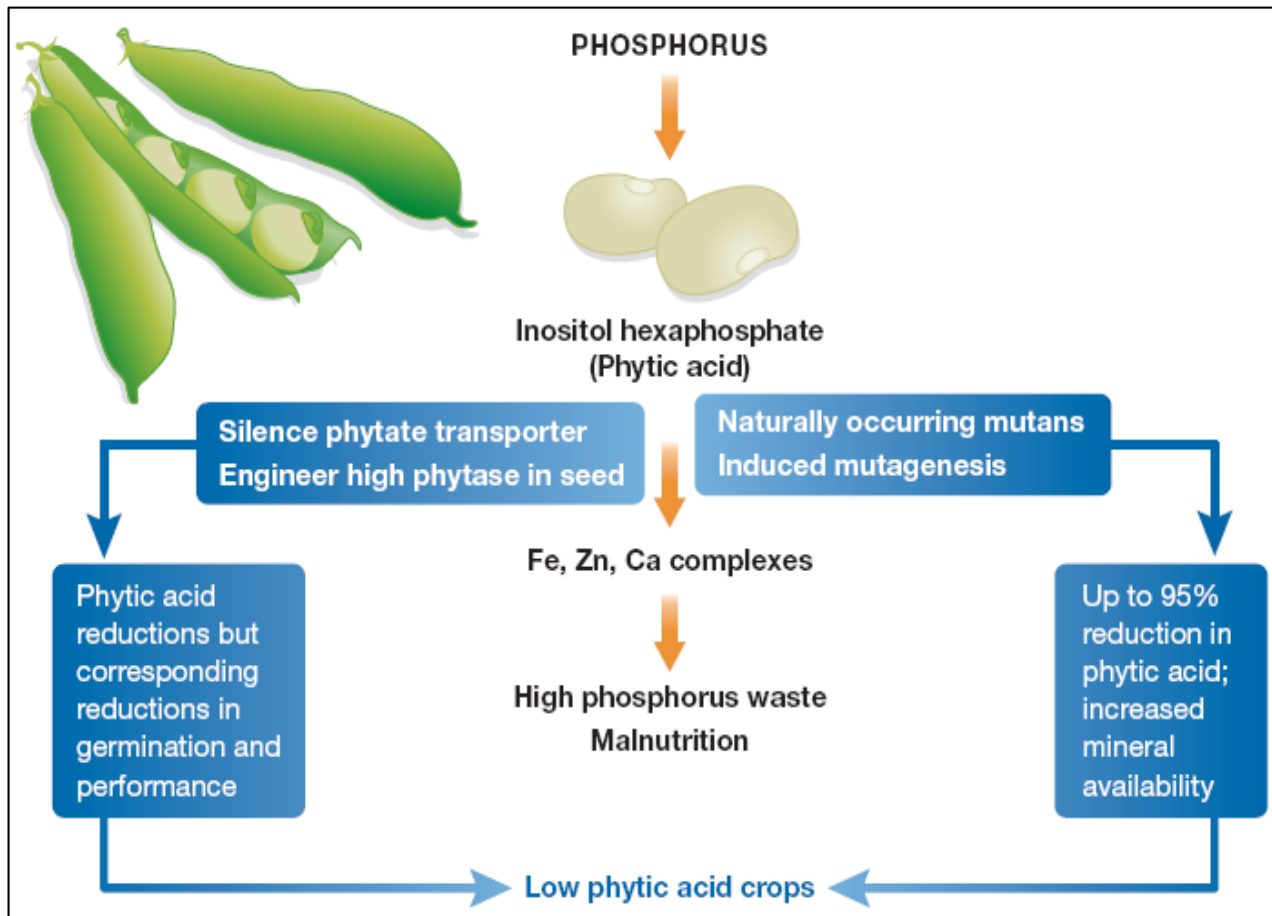 PHOSPHORUS
Inositol hexaphosphate
(Phytic acid)
Silence phytate transporter
Engineer high phytase in seed
Naturally occurring mutans
Induced mutagenesis
Fe, Zn, Ca complexes
Phytic acid
reductions but
corresponding
reductions in
germination and
performance
High phosphorus waste
Malnutrition
Up to 95%
reduction in
phytic acid;
increased
mineral
availability
Low phytic acid crops